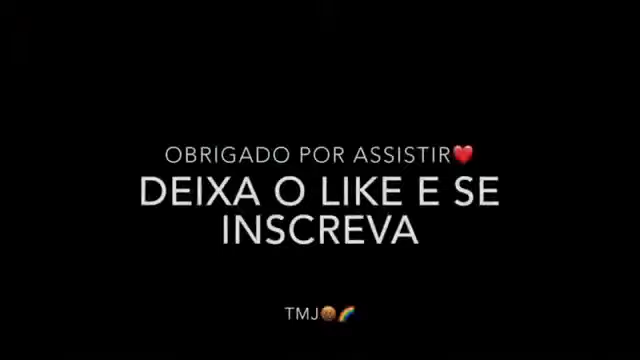 OBRIGADO POR ASSISTIR❤️
DEIXA O LIKE E SE
INSCREVA
TMJ🍪🌈